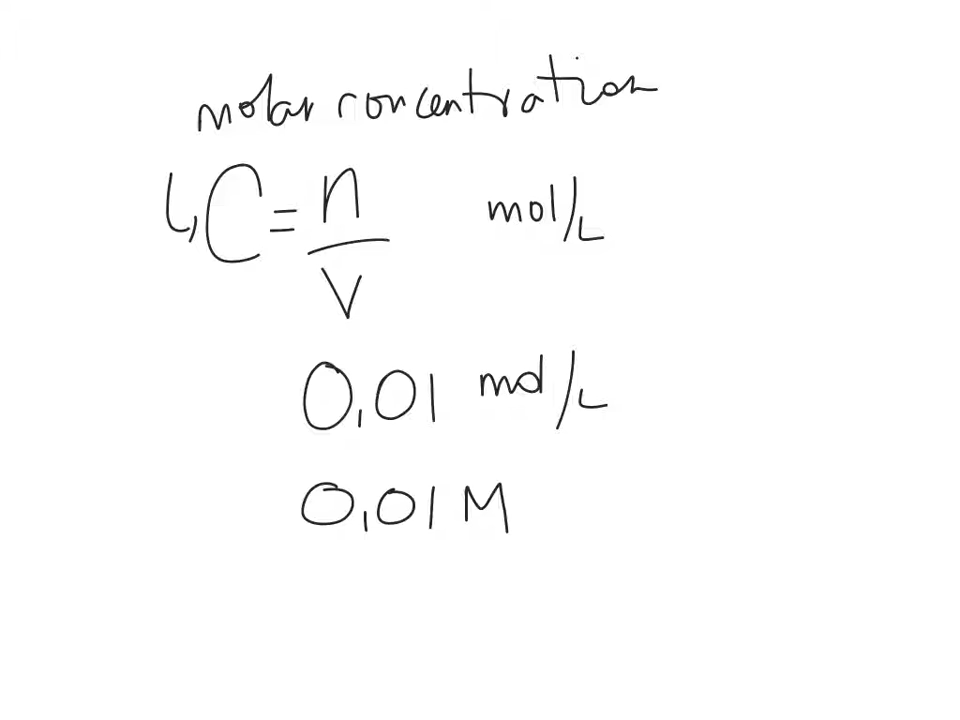 molar concentration
↳ C = n/V mol/L
0,01 mol/L
0,01 M